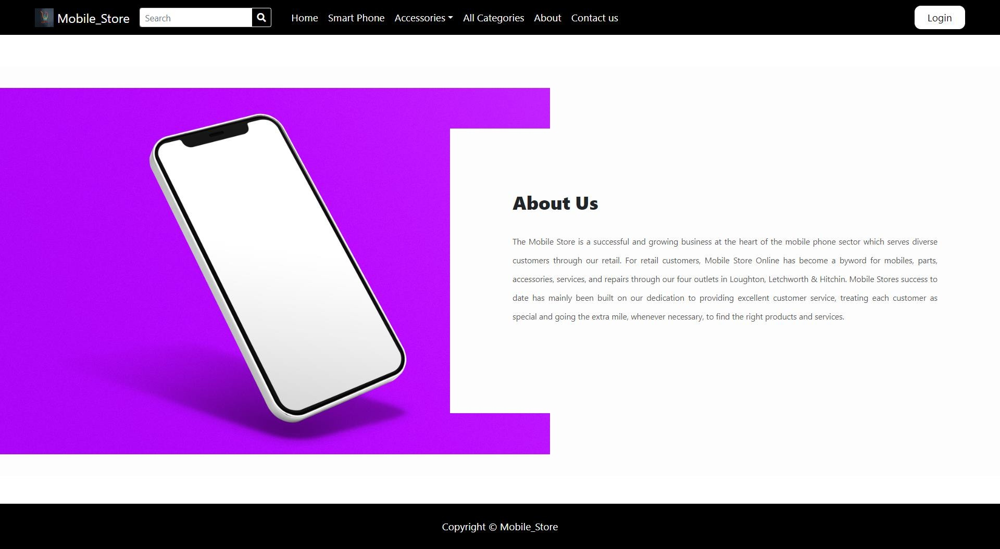 Mobile_Store
Search
Home
Smart Phone
Accessories
All Categories
About
Contact us
Login
About Us
The Mobile Store is a successful and growing business at the heart of the mobile phone sector which serves diverse
customers through our retail. For retail customers, Mobile Store Online has become a byword for mobiles, parts,
accessories, services, and repairs through our four outlets in Loughton, Letchworth & Hitchin. Mobile Stores success to
date has mainly been built on our dedication to providing excellent customer service, treating each customer as
special and going the extra mile, whenever necessary, to find the right products and services.
Copyright © Mobile_Store